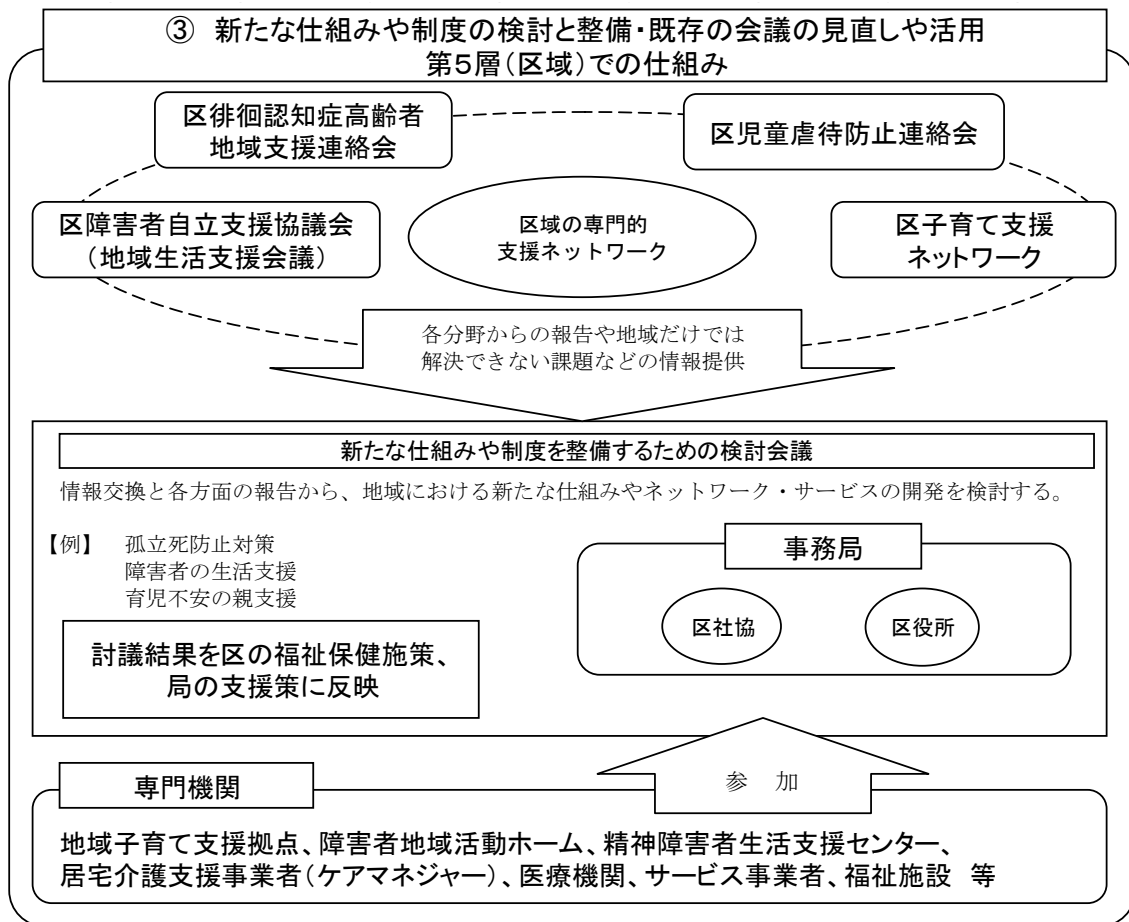 ③ 新たな仕組みや制度の検討と整備・既存の会議の見直しや活用
第5層(区域)での仕組み
区徘徊認知症高齢者
地域支援連絡会
区児童虐待防止連絡会
区障害者自立支援協議会
(地域生活支援会議)
区域の専門的
支援ネットワーク
区子育て支援
ネットワーク
各分野からの報告や地域だけでは
解決できない課題などの情報提供
新たな仕組みや制度を整備するための検討会議
情報交換と各方面の報告から、地域における新たな仕組みやネットワーク・サービスの開発を検討する。
【例】 孤立死防止対策
障害者の生活支援
育児不安の親支援
討議結果を区の福祉保健施策、
局の支援策に反映
事務局
区社協
区役所
参 加
専門機関
地域子育て支援拠点、障害者地域活動ホーム、精神障害者生活支援センター、
居宅介護支援事業者(ケアマネジャー)、医療機関、サービス事業者、福祉施設 等